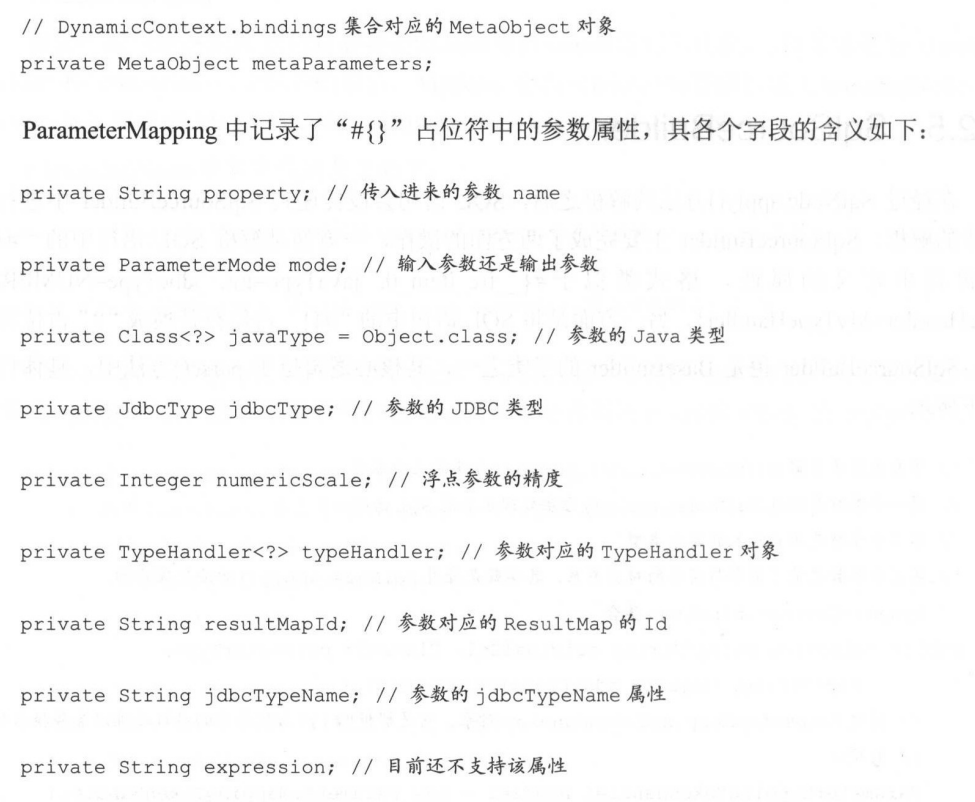 // DynamicContext.bindings 集合对应的 MetaObject 对象
private MetaObject metaParameters;
ParameterMapping 中记录了“#{}”占位符中的参数属性，其各个字段的含义如下：
private String property; // 传入进来的参数 name
private ParameterMode mode; // 输入参数还是输出参数
private Class<?> javaType = Object.class; // 参数的 Java 类型
private JdbcType jdbcType; // 参数的 JDBC 类型
private Integer numericScale; // 浮点参数的精度
private TypeHandler<?> typeHandler; // 参数对应的 TypeHandler 对象
private String resultMapId; // 参数对应的 ResultMap 的 Id
private String jdbcTypeName; // 参数的 jdbcTypeName 属性
private String expression; // 目前还不支持该属性